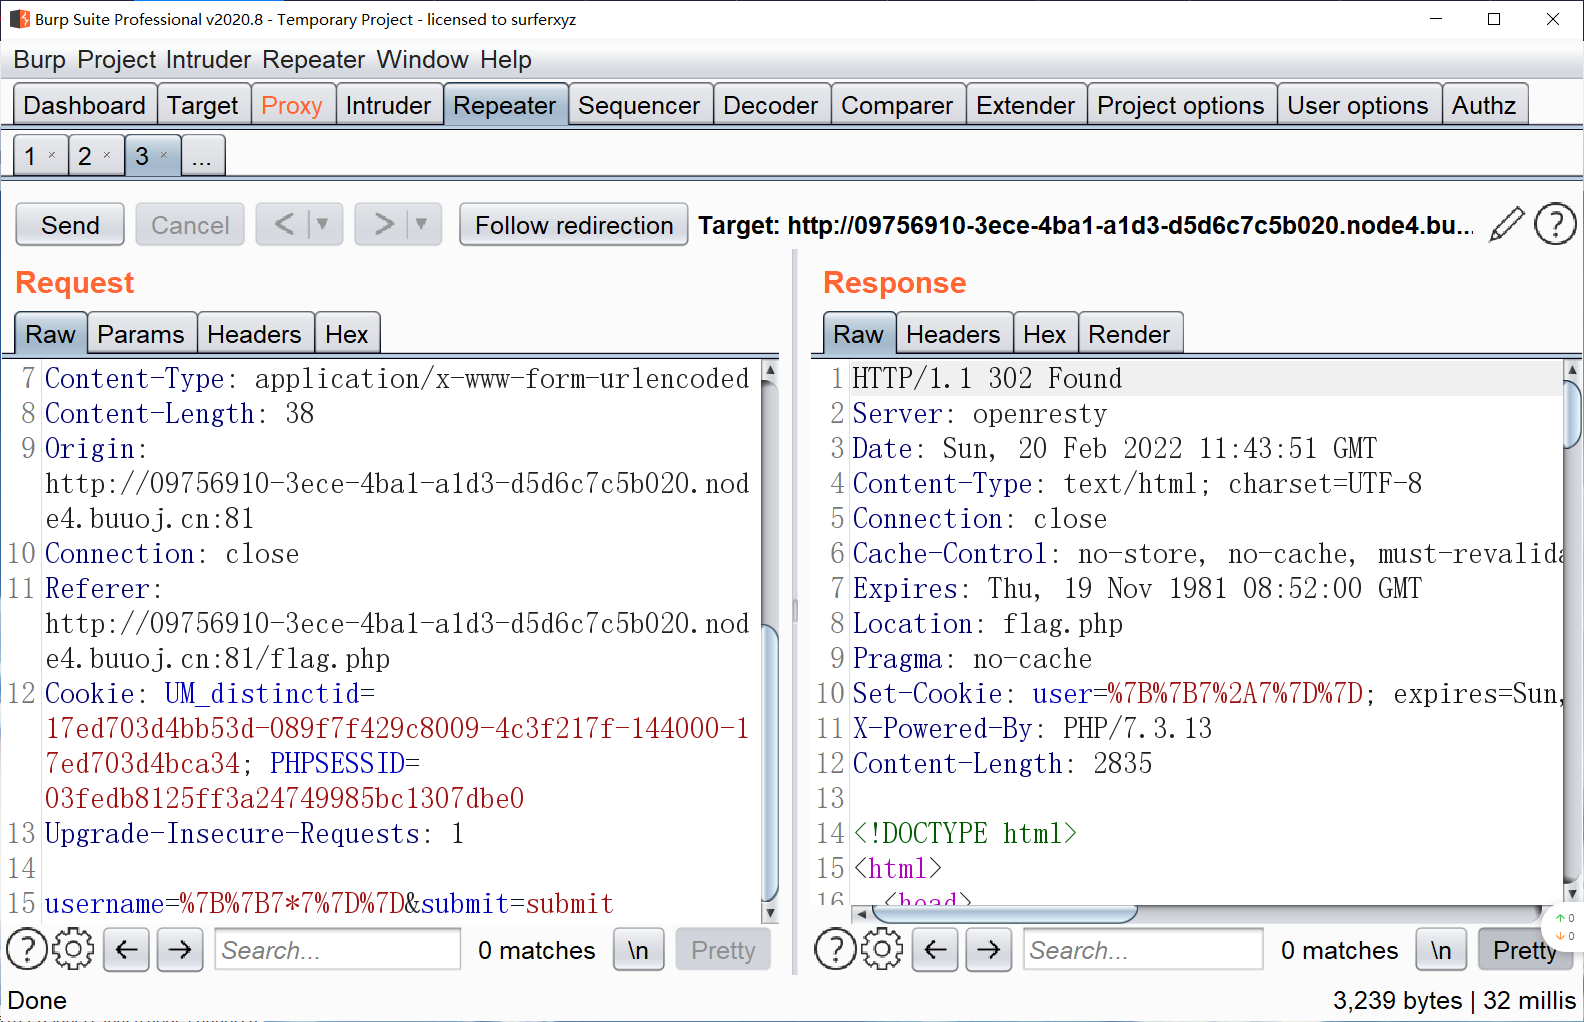 Burp Suite Professional v2020.8 - Temporary Project - licensed to surferxyz
Burp Project Intruder Repeater Window Help
Dashboard Target Proxy Intruder Repeater Sequencer Decoder Comparer Extender Project options User options Authz
1 × 2 × 3 × ...
Send Cancel < ▼ > ▼ Follow redirection Target: http://09756910-3ece-4ba1-a1d3-d5d6c7c5b020.node4.bu...
Request
Raw Params Headers Hex
7 Content-Type: application/x-www-form-urlencoded
8 Content-Length: 38
9 Origin:
http://09756910-3ece-4ba1-a1d3-d5d6c7c5b020.nod
e4.buuoj.cn:81
10 Connection: close
11 Referer:
http://09756910-3ece-4ba1-a1d3-d5d6c7c5b020.nod
e4.buuoj.cn:81/flag.php
12 Cookie: UM_distinctid=
17ed703d4bb53d-089f7f429c8009-4c3f217f-144000-1
7ed703d4bca34; PHPSESSID=
03fedb8125ff3a24749985bc1307dbe0
13 Upgrade-Insecure-Requests: 1
14
15 username=%7B%7B7*7%7D%7D&submit=submit
Search... 0 matches \n Pretty
Response
Raw Headers Hex Render
1 HTTP/1.1 302 Found
2 Server: openresty
3 Date: Sun, 20 Feb 2022 11:43:51 GMT
4 Content-Type: text/html; charset=UTF-8
5 Connection: close
6 Cache-Control: no-store, no-cache, must-revalida
7 Expires: Thu, 19 Nov 1981 08:52:00 GMT
8 Location: flag.php
9 Pragma: no-cache
10 Set-Cookie: user=%7B%7B7%2A7%7D%7D; expires=Sun,
11 X-Powered-By: PHP/7.3.13
12 Content-Length: 2835
13
14 <!DOCTYPE html>
15 <html>
16 <head>
Search... 0 matches \n Pretty
↑ 0
↓ 0
Done
3,239 bytes | 32 millis